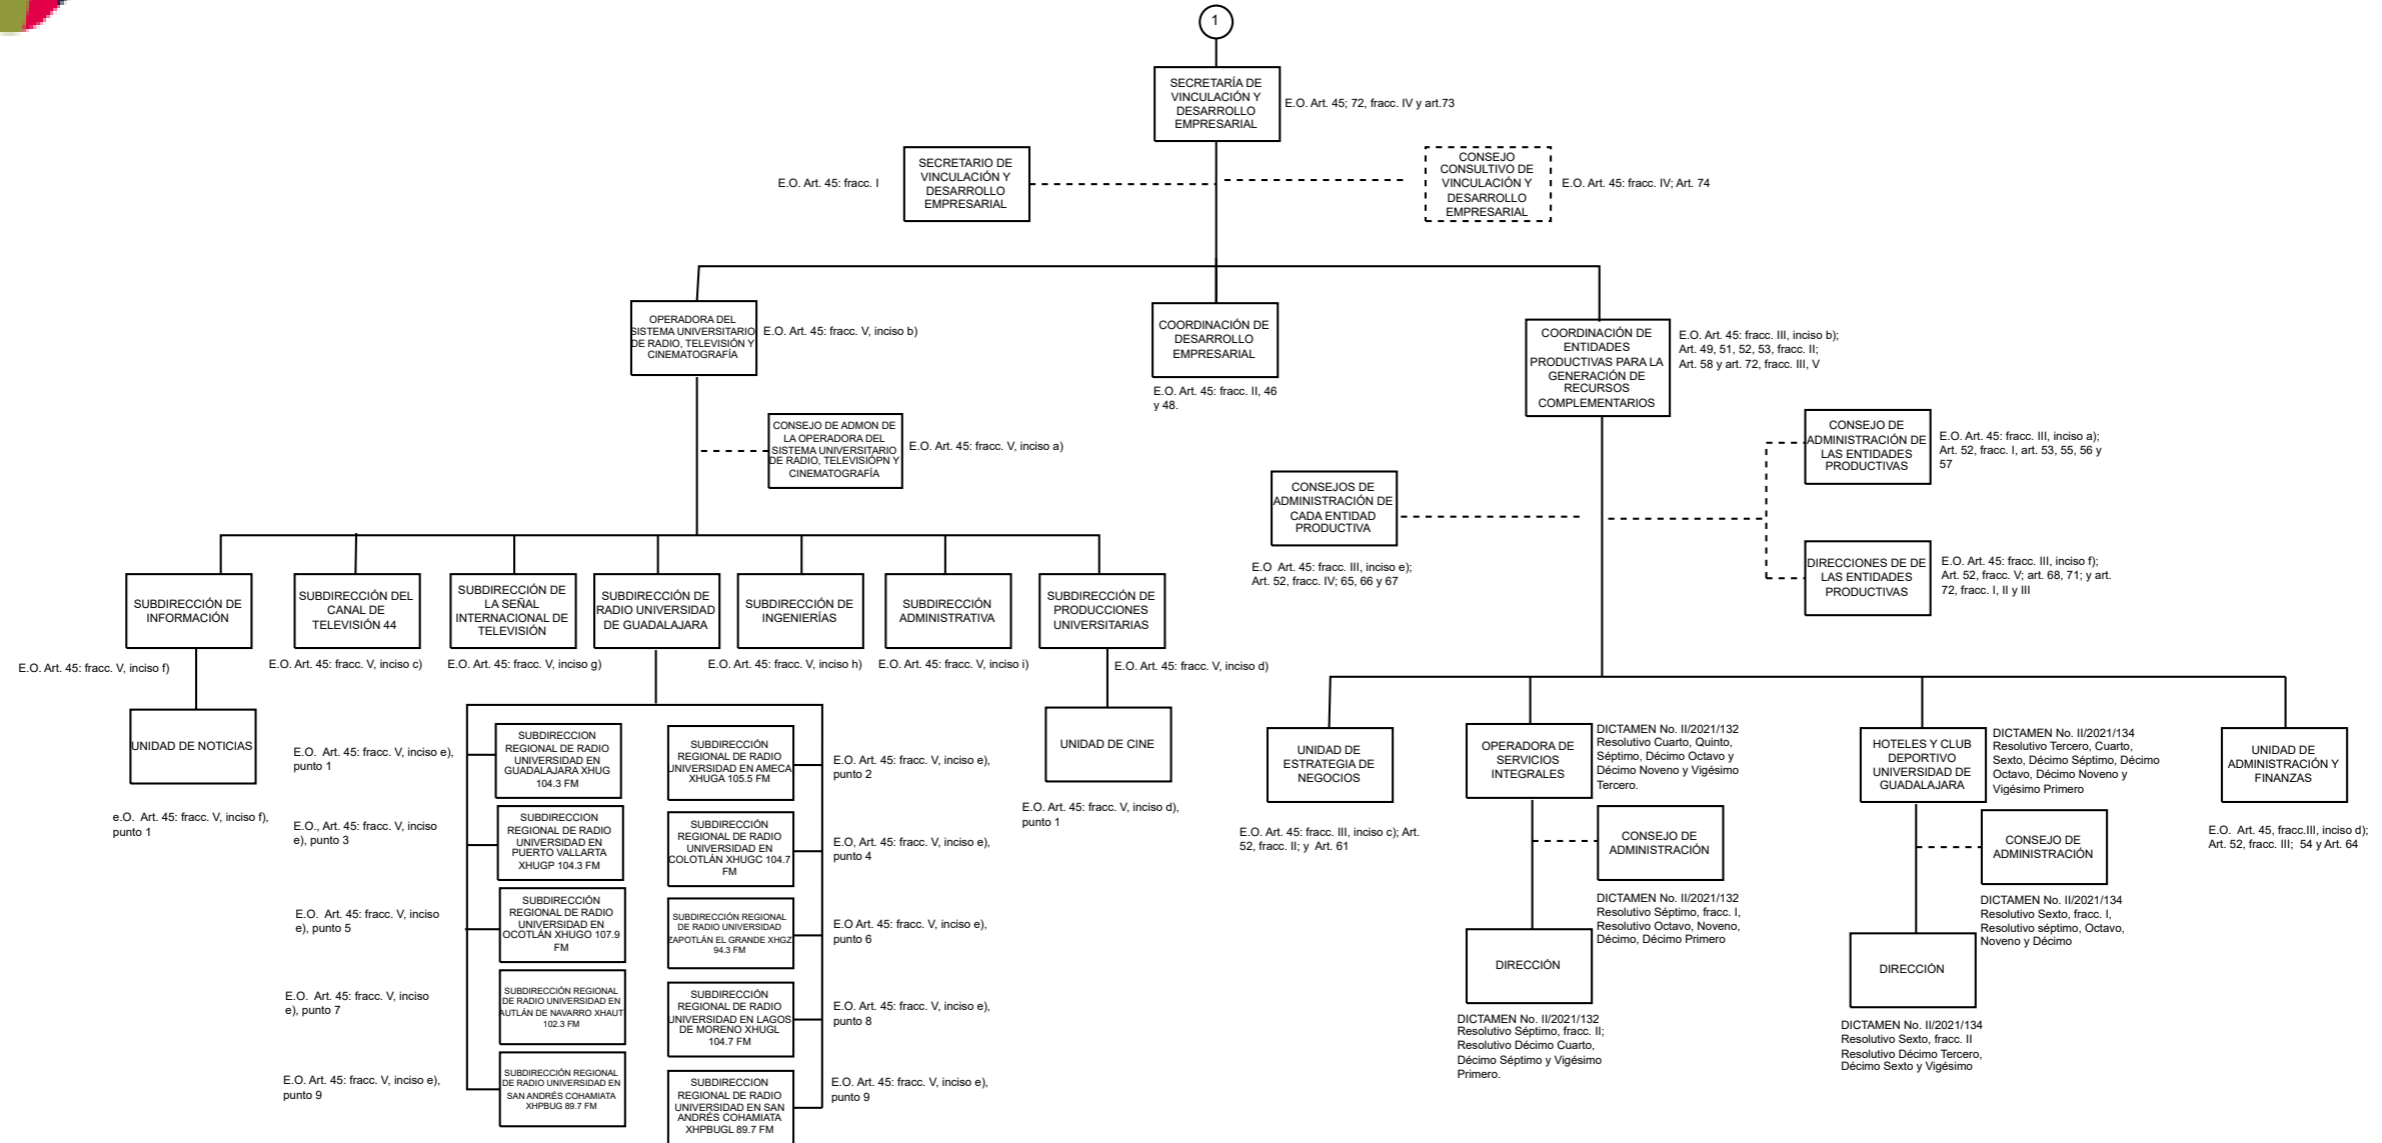 1
SECRETARÍA DE
VINCULACIÓN Y
DESARROLLO
EMPRESARIAL
E.O. Art. 45; 72, fracc. IV y art.73
E.O. Art. 45: fracc. I
SECRETARIO DE
VINCULACIÓN Y
DESARROLLO
EMPRESARIAL
CONSEJO
CONSULTIVO DE
VINCULACIÓN Y
DESARROLLO
EMPRESARIAL
E.O. Art. 45: fracc. IV; Art. 74
OPERADORA DEL
SISTEMA UNIVERSITARIO
DE RADIO, TELEVISIÓN Y
CINEMATOGRAFÍA
E.O. Art. 45: fracc. V, inciso b)
COORDINACIÓN DE
DESARROLLO
EMPRESARIAL
E.O. Art. 45: fracc. II, 46
y 48.
COORDINACIÓN DE
ENTIDADES
PRODUCTIVAS PARA LA
GENERACIÓN DE
RECURSOS
COMPLEMENTARIOS
E.O. Art. 45: fracc. III, inciso b);
Art. 49, 51, 52, 53, fracc. II;
Art. 58 y art. 72, fracc. III, V
CONSEJO DE ADMON DE
LA OPERADORA DEL
SISTEMA UNIVERSITARIO
DE RADIO, TELEVISIÓPN Y
CINEMATOGRAFÍA
E.O. Art. 45: fracc. V, inciso a)
CONSEJO DE
ADMINISTRACIÓN DE
LAS ENTIDADES
PRODUCTIVAS
E.O. Art. 45: fracc. III, inciso a);
Art. 52, fracc. I, art. 53, 55, 56 y
57
CONSEJOS DE
ADMINISTRACIÓN DE
CADA ENTIDAD
PRODUCTIVA
E.O  Art. 45: fracc. III, inciso e);
Art. 52, fracc. IV; 65, 66 y 67
DIRECCIONES DE DE
LAS ENTIDADES
PRODUCTIVAS
E.O. Art. 45: fracc. III, inciso f);
Art. 52, fracc. V; art. 68, 71; y art.
72, fracc. I, II y III
SUBDIRECCIÓN DE
INFORMACIÓN
E.O. Art. 45: fracc. V, inciso f)
SUBDIRECCIÓN DEL
CANAL DE
TELEVISIÓN 44
E.O. Art. 45: fracc. V, inciso c)
SUBDIRECCIÓN DE
LA SEÑAL
INTERNACIONAL DE
TELEVISIÓN
E.O. Art. 45: fracc. V, inciso g)
SUBDIRECCIÓN DE
RADIO UNIVERSIDAD
DE GUADALAJARA
SUBDIRECCIÓN DE
INGENIERÍAS
E.O. Art. 45: fracc. V, inciso h)
SUBDIRECCIÓN
ADMINISTRATIVA
E.O. Art. 45: fracc. V, inciso i)
SUBDIRECCIÓN DE
PRODUCCIONES
UNIVERSITARIAS
E.O. Art. 45: fracc. V, inciso d)
UNIDAD DE NOTICIAS
e.O.  Art. 45: fracc. V, inciso f),
punto 1
UNIDAD DE CINE
E.O. Art. 45: fracc. V, inciso d),
punto 1
E.O.  Art. 45: fracc. V, inciso e),
punto 1
SUBDIRECCION
REGIONAL DE RADIO
UNIVERSIDAD EN
GUADALAJARA XHUG
104.3 FM
SUBDIRECCIÓN
REGIONAL DE RADIO
UNIVERSIDAD EN AMECA
XHUGA 105.5 FM
E.O. Art. 45: fracc. V, inciso e),
punto 2
E.O., Art. 45: fracc. V, inciso
e), punto 3
SUBDIRECCION
REGIONAL DE RADIO
UNIVERSIDAD EN
PUERTO VALLARTA
XHUGP 104.3 FM
SUBDIRECCIÓN
REGIONAL DE RADIO
UNIVERSIDAD EN
COLOTLÁN XHUGC 104.7
FM
E.O, Art. 45: fracc. V, inciso e),
punto 4
E.O.  Art. 45: fracc. V, inciso
e), punto 5
SUBDIRECCIÓN
REGIONAL DE RADIO
UNIVERSIDAD EN
OCOTLÁN XHUGO 107.9
FM
SUBDIRECCIÓN REGIONAL
DE RADIO UNIVERSIDAD
ZAPOTLÁN EL GRANDE XHGZ
94.3 FM
E.O Art. 45: fracc. V, inciso e),
punto 6
E.O.  Art. 45: fracc. V, inciso
e), punto 7
SUBDIRECCIÓN REGIONAL
DE RADIO UNIVERSIDAD EN
AUTLÁN DE NAVARRO XHAUT
102.3 FM
SUBDIRECCIÓN
REGIONAL DE RADIO
UNIVERSIDAD EN LAGOS
DE MORENO XHUGL
104.7 FM
E.O. Art. 45: fracc. V, inciso e),
punto 8
E.O. Art. 45: fracc. V, inciso e),
punto 9
SUBDIRECCIÓN REGIONAL
DE RADIO UNIVERSIDAD EN
SAN ANDRÉS COHAMIATA
XHPBUG 89.7 FM
SUBDIRECCION
REGIONAL DE RADIO
UNIVERSIDAD EN SAN
ANDRÉS COHAMIATA
XHPBUGL 89.7 FM
E.O. Art. 45: fracc. V, inciso e),
punto 9
UNIDAD DE
ESTRATEGIA DE
NEGOCIOS
E.O. Art. 45: fracc. III, inciso c); Art.
52, fracc. II; y  Art. 61
OPERADORA DE
SERVICIOS
INTEGRALES
DICTAMEN No. II/2021/132
Resolutivo Cuarto, Quinto,
Séptimo, Décimo Octavo y
Décimo Noveno y Vigésimo
Tercero.
CONSEJO DE
ADMINISTRACIÓN
DICTAMEN No. II/2021/132
Resolutivo Séptimo, fracc. I,
Resolutivo Octavo, Noveno,
Décimo, Décimo Primero
DIRECCIÓN
DICTAMEN No. II/2021/132
Resolutivo Séptimo, fracc. II;
Resolutivo Décimo Cuarto,
Décimo Séptimo y Vigésimo
Primero.
HOTELES Y CLUB
DEPORTIVO
UNIVERSIDAD DE
GUADALAJARA
DICTAMEN No. II/2021/134
Resolutivo Tercero, Cuarto,
Sexto, Décimo Séptimo, Décimo
Octavo, Décimo Noveno y
Vigésimo Primero
CONSEJO DE
ADMINISTRACIÓN
DICTAMEN No. II/2021/134
Resolutivo Sexto, fracc. I,
Resolutivo séptimo, Octavo,
Noveno y Décimo
DIRECCIÓN
DICTAMEN No. II/2021/134
Resolutivo Sexto, fracc. II
Resolutivo Décimo Tercero,
Décimo Sexto y Vigésimo
UNIDAD DE
ADMINISTRACIÓN Y
FINANZAS
E.O.  Art. 45, fracc.III, inciso d);
Art. 52, fracc. III;  54 y Art. 64